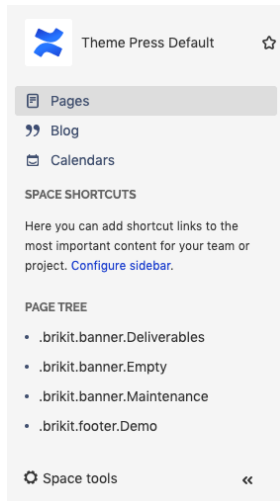 Theme Press Default
Pages
Blog
Calendars
SPACE SHORTCUTS
Here you can add shortcut links to the
most important content for your team or
project. Configure sidebar.
PAGE TREE
• .brikit.banner.Deliverables
• .brikit.banner.Empty
• .brikit.banner.Maintenance
• .brikit.footer.Demo
Space tools